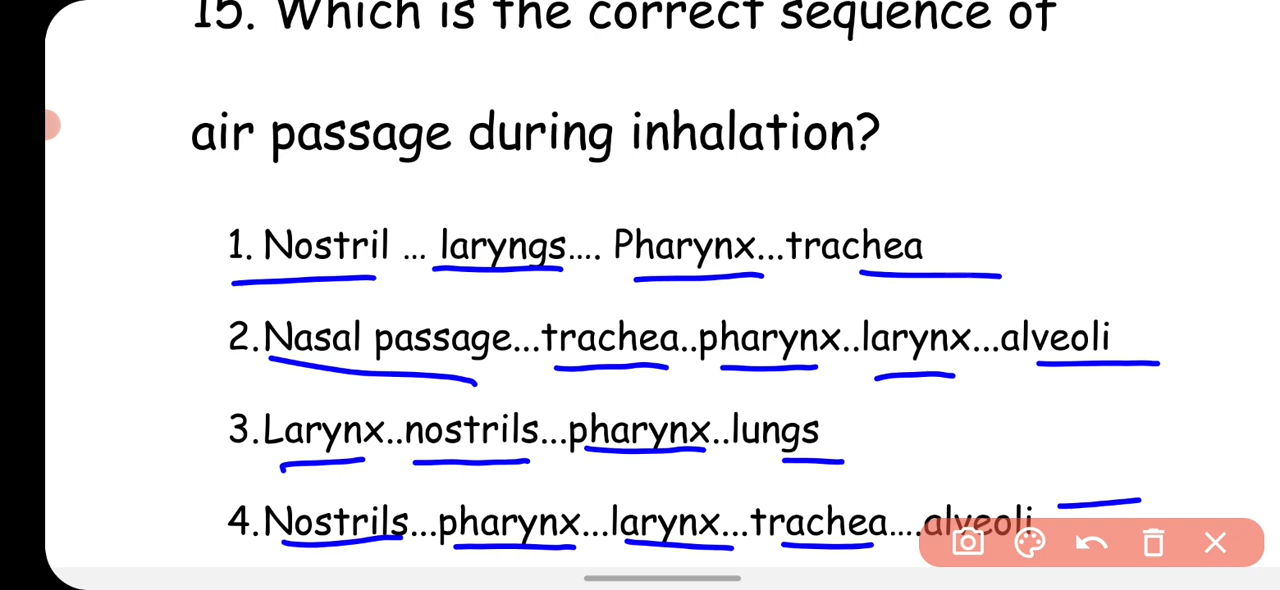 15. Which is the correct sequence of
air passage during inhalation?
1. Nostril ... laryngs.... Pharynx...trachea
2.Nasal passage...trachea..pharynx..larynx...alveoli
3.Larynx..nostrils...pharynx..lungs
4.Nostrils...pharynx...larynx...trachea....alveoli